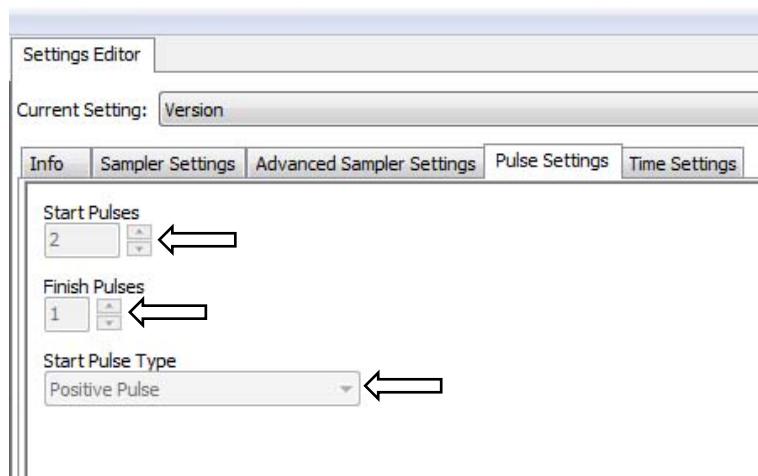 Settings Editor
Current Setting: Version
Info Sampler Settings Advanced Sampler Settings Pulse Settings Time Settings
Start Pulses
2
Finish Pulses
1
Start Pulse Type
Positive Pulse